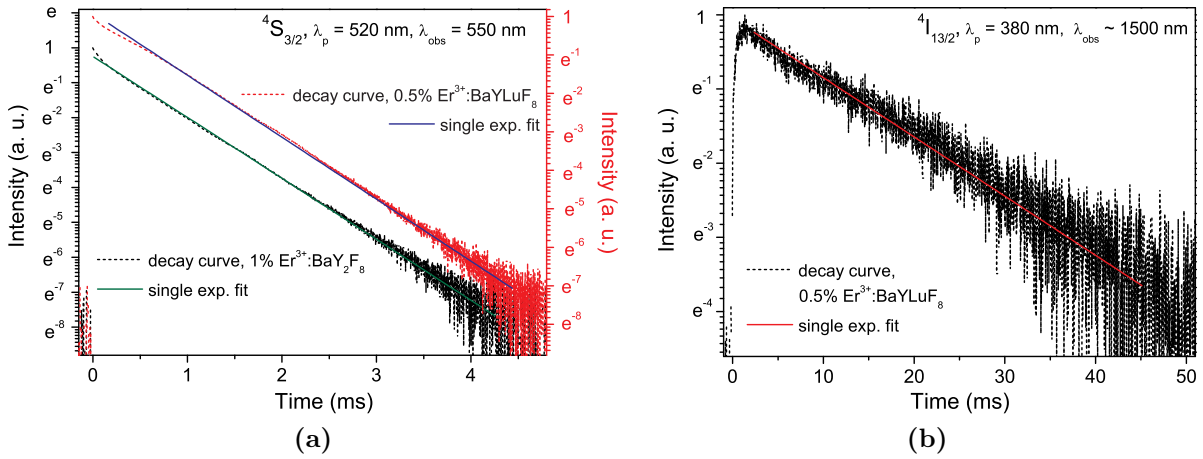 ⁴S₃/₂, λₚ = 520 nm, λobs = 550 nm
decay curve, 0.5% Er³⁺:BaYLuF₈
single exp. fit
decay curve, 1% Er³⁺:BaY₂F₈
single exp. fit
Intensity (a. u.)
e
1
e⁻¹
e⁻²
e⁻³
e⁻⁴
e⁻⁵
e⁻⁶
e⁻⁷
e⁻⁸
Intensity (a. u.)
1
e⁻¹
e⁻²
e⁻³
e⁻⁴
e⁻⁵
e⁻⁶
e⁻⁷
e⁻⁸
0 1 2 3 4
Time (ms)
(a)
⁴I₁₃/₂, λₚ = 380 nm, λobs ~ 1500 nm
decay curve,
0.5% Er³⁺:BaYLuF₈
single exp. fit
Intensity (a. u.)
e⁻¹
e⁻²
e⁻³
e⁻⁴
0 10 20 30 40 50
Time (ms)
(b)